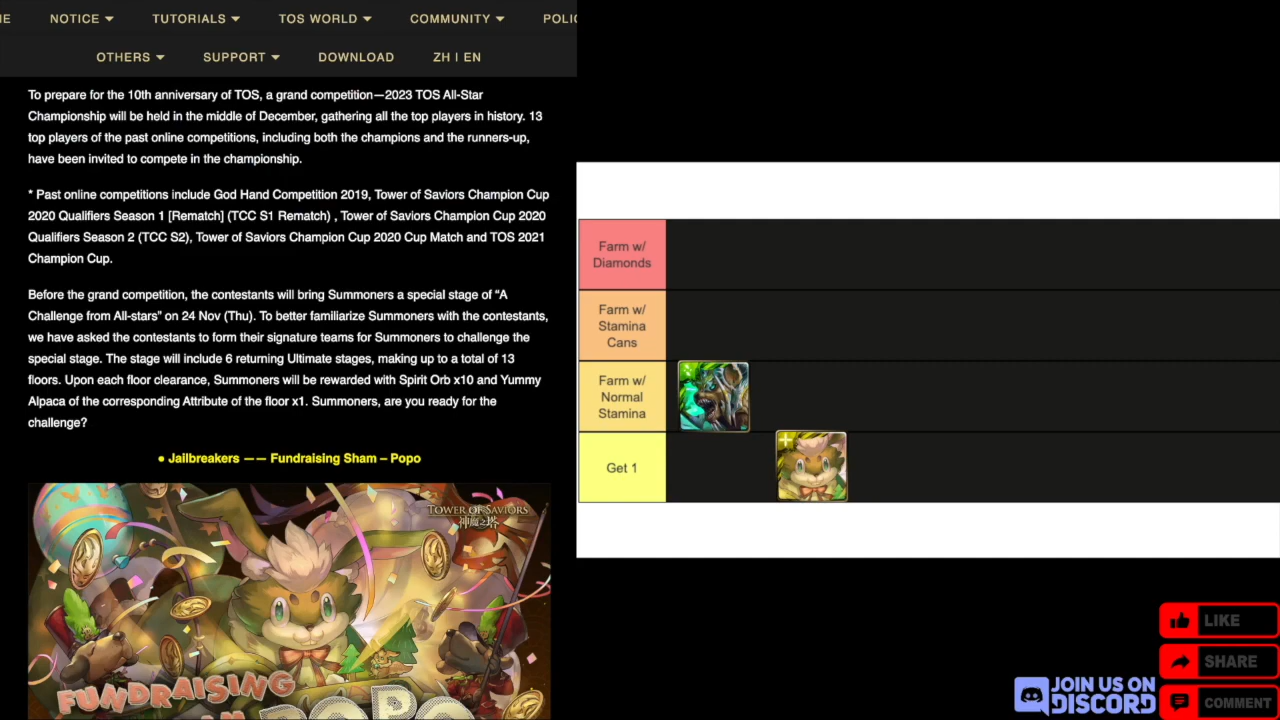 NOTICE
TUTORIALS
TOS WORLD
COMMUNITY
OTHERS
SUPPORT
DOWNLOAD
ZH | EN
To prepare for the 10th anniversary of TOS, a grand competition—2023 TOS All-Star
Championship will be held in the middle of December, gathering all the top players in history. 13
top players of the past online competitions, including both the champions and the runners-up,
have been invited to compete in the championship.
* Past online competitions include God Hand Competition 2019, Tower of Saviors Champion Cup
2020 Qualifiers Season 1 [Rematch] (TCC S1 Rematch) , Tower of Saviors Champion Cup 2020
Qualifiers Season 2 (TCC S2), Tower of Saviors Champion Cup 2020 Cup Match and TOS 2021
Champion Cup.
Before the grand competition, the contestants will bring Summoners a special stage of “A
Challenge from All-stars” on 24 Nov (Thu). To better familiarize Summoners with the contestants,
we have asked the contestants to form their signature teams for Summoners to challenge the
special stage. The stage will include 6 returning Ultimate stages, making up to a total of 13
floors. Upon each floor clearance, Summoners will be rewarded with Spirit Orb x10 and Yummy
Alpaca of the corresponding Attribute of the floor x1. Summoners, are you ready for the
challenge?
● Jailbreakers —— Fundraising Sham – Popo
TOWER OF SAVIORS
神魔之塔
FUNDRAISING
POPO
Farm w/
Diamonds
Farm w/
Stamina
Cans
Farm w/
Normal
Stamina
Get 1
LIKE
SHARE
COMMENT
JOIN US ON
DISCORD